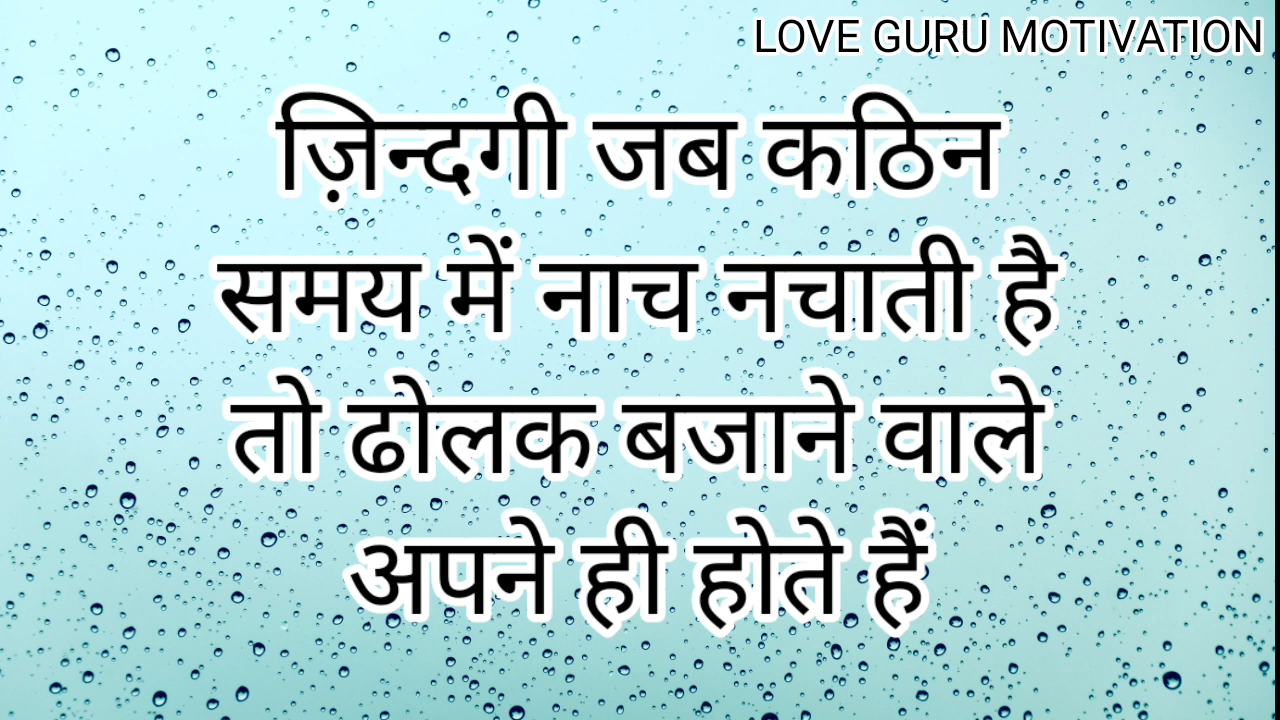 LOVE GURU MOTIVATION
ज़िन्दगी जब कठिन
समय में नाच नचाती है
तो ढोलक बजाने वाले
अपने ही होते हैं